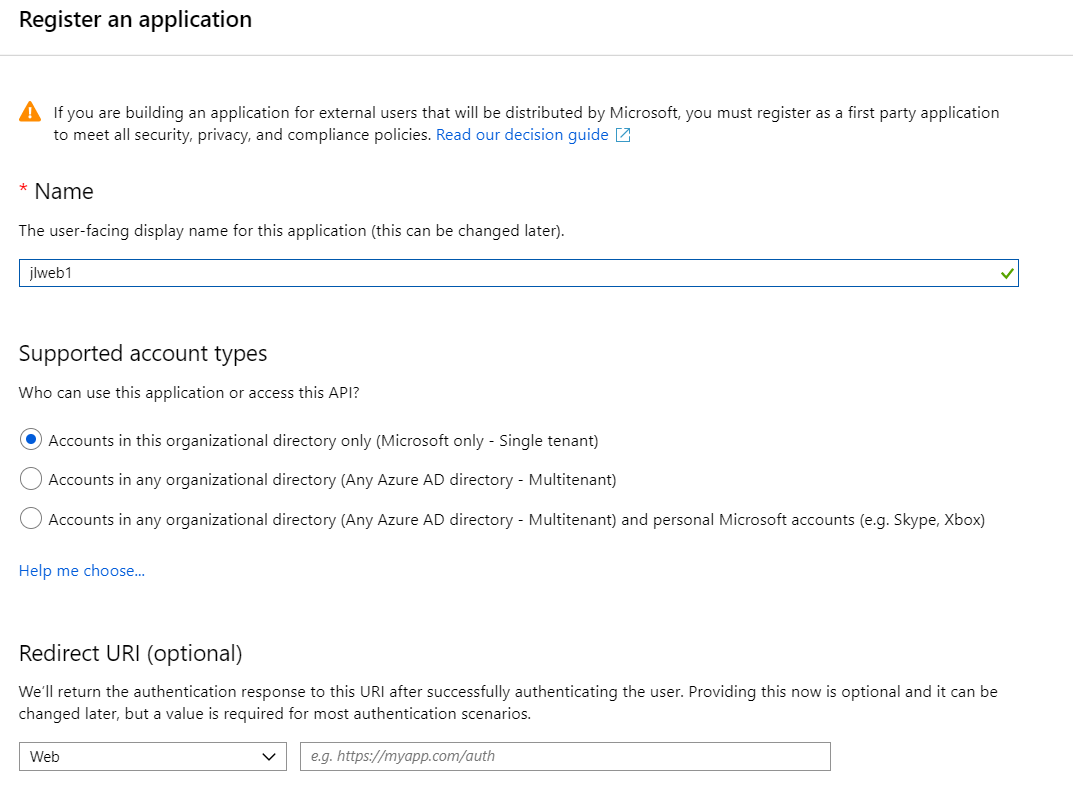 Register an application
If you are building an application for external users that will be distributed by Microsoft, you must register as a first party application
to meet all security, privacy, and compliance policies. Read our decision guide
* Name
The user-facing display name for this application (this can be changed later).
jlweb1
Supported account types
Who can use this application or access this API?
Accounts in this organizational directory only (Microsoft only - Single tenant)
Accounts in any organizational directory (Any Azure AD directory - Multitenant)
Accounts in any organizational directory (Any Azure AD directory - Multitenant) and personal Microsoft accounts (e.g. Skype, Xbox)
Help me choose...
Redirect URI (optional)
We'll return the authentication response to this URI after successfully authenticating the user. Providing this now is optional and it can be
changed later, but a value is required for most authentication scenarios.
Web e.g. https://myapp.com/auth